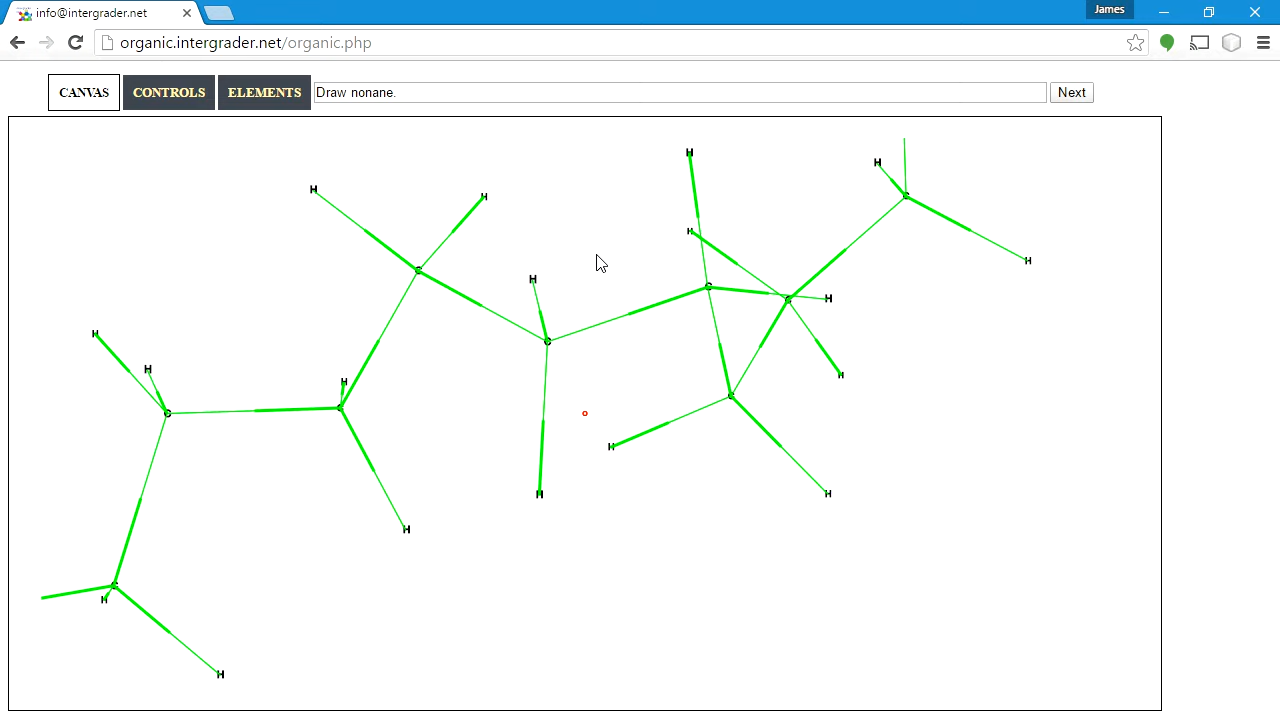 info@intergrader.net
James
organic.intergrader.net/organic.php
CANVAS CONTROLS ELEMENTS Draw nonane. Next
H
H
H
H
H
H
C
H
H
C
C
H
C
H
C
H
H
C
H
C
C
C
H
H
H
H
C
H
H